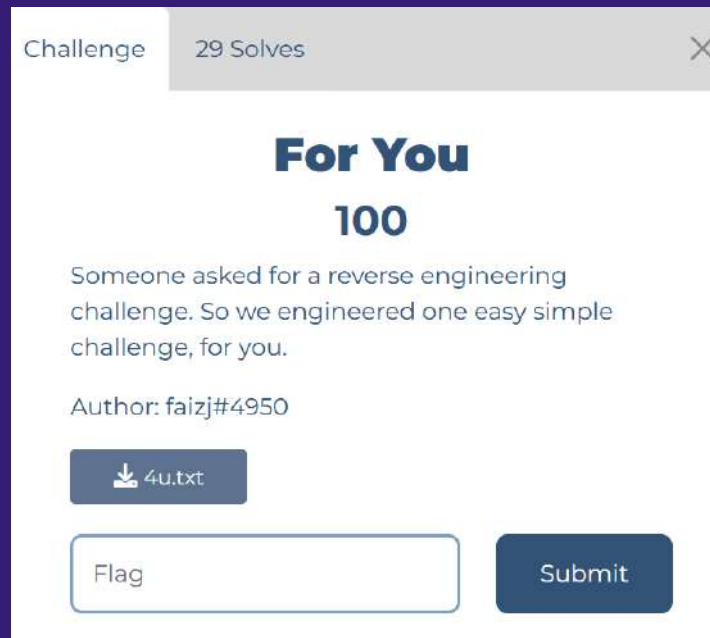 Challenge
29 Solves
For You
100
Someone asked for a reverse engineering
challenge. So we engineered one easy simple
challenge, for you.
Author: faizj#4950
4u.txt
Flag
Submit